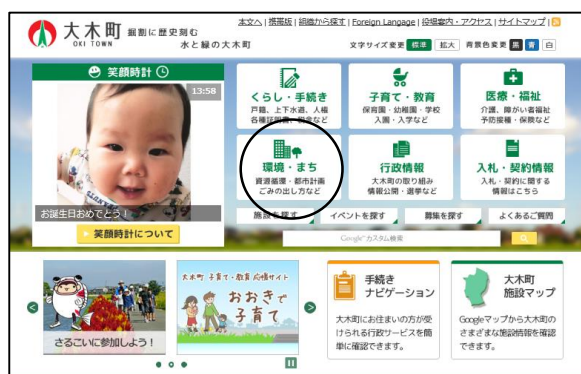 大木町 掘割に歴史刻む
OKI TOWN 水と緑の大木町
本文へ | 携帯版 | 組織から探す | Foreign Langage | 役場案内・アクセス | サイトマップ |
文字サイズ変更 標準 拡大 背景色変更 黒 青 白
笑顔時計
13:58
お誕生日おめでとう!
笑顔時計について
くらし・手続き
戸籍、上下水道、人権
各種証明書、税金など
子育て・教育
保育園・幼稚園・学校
入園・入学など
医療・福祉
介護、障がい者福祉
予防接種・保険など
環境・まち
資源循環・都市計画
ごみの出し方など
行政情報
大木町の取り組み
情報公開・選挙など
入札・契約情報
入札・契約に関する
情報はこちら
施設を探す
イベントを探す
募集を探す
よくあるご質問
Google カスタム検索
さるこいに参加しよう!
大木町 子育て・教育応援サイト
おおきで
子育て
手続き
ナビゲーション
大木町にお住まいの方が受
けられる行政サービスを簡
単に確認できます。
大木町
施設マップ
Googleマップから大木町の
さまざまな施設情報を確認
できます。